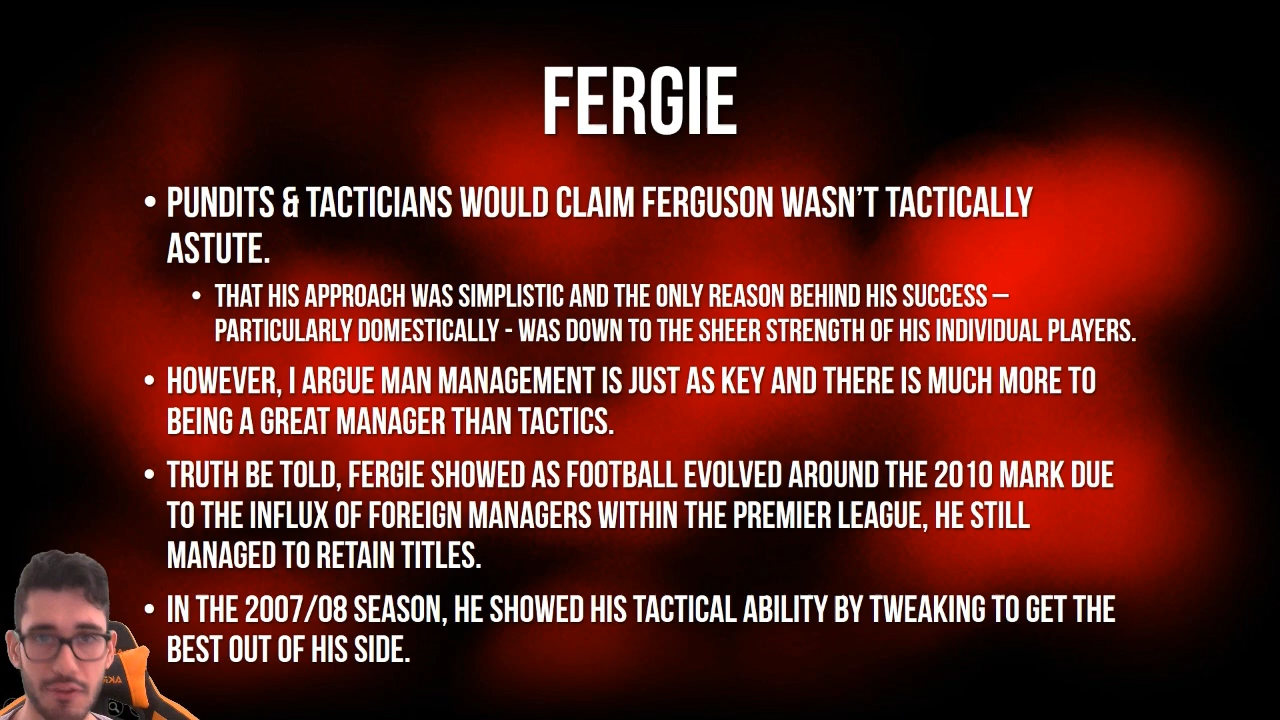 FERGIE
• PUNDITS & TACTICIANS WOULD CLAIM FERGUSON WASN'T TACTICALLY
ASTUTE.
• THAT HIS APPROACH WAS SIMPLISTIC AND THE ONLY REASON BEHIND HIS SUCCESS –
PARTICULARLY DOMESTICALLY - WAS DOWN TO THE SHEER STRENGTH OF HIS INDIVIDUAL PLAYERS.
• HOWEVER, I ARGUE MAN MANAGEMENT IS JUST AS KEY AND THERE IS MUCH MORE TO
BEING A GREAT MANAGER THAN TACTICS.
• TRUTH BE TOLD, FERGIE SHOWED AS FOOTBALL EVOLVED AROUND THE 2010 MARK DUE
TO THE INFLUX OF FOREIGN MANAGERS WITHIN THE PREMIER LEAGUE, HE STILL
MANAGED TO RETAIN TITLES.
• IN THE 2007/08 SEASON, HE SHOWED HIS TACTICAL ABILITY BY TWEAKING TO GET THE
BEST OUT OF HIS SIDE.